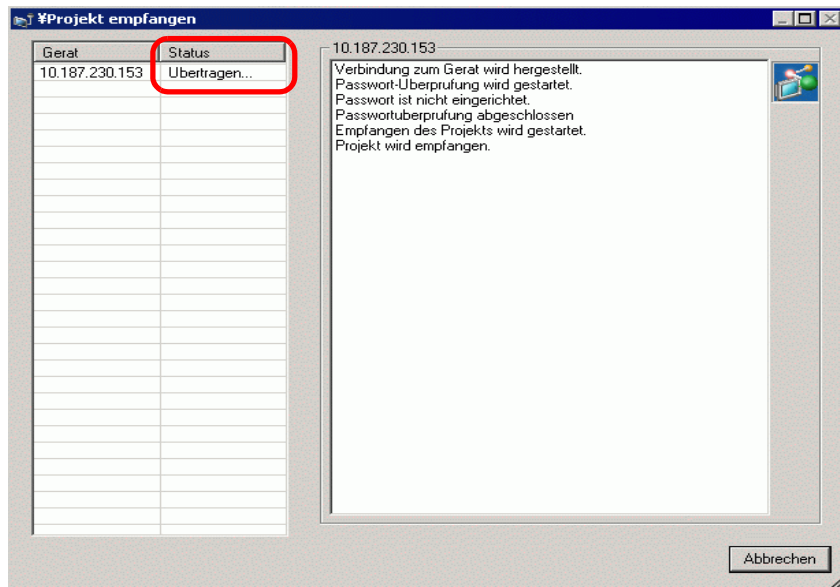 ¥Projekt empfangen
Gerat Status
10.187.230.153 Ubertragen...
10.187.230.153
Verbindung zum Gerat wird hergestellt.
Passwort-Uberprufung wird gestartet.
Passwort ist nicht eingerichtet.
Passwortuberprufung abgeschlossen
Empfangen des Projekts wird gestartet.
Projekt wird empfangen.
Abbrechen